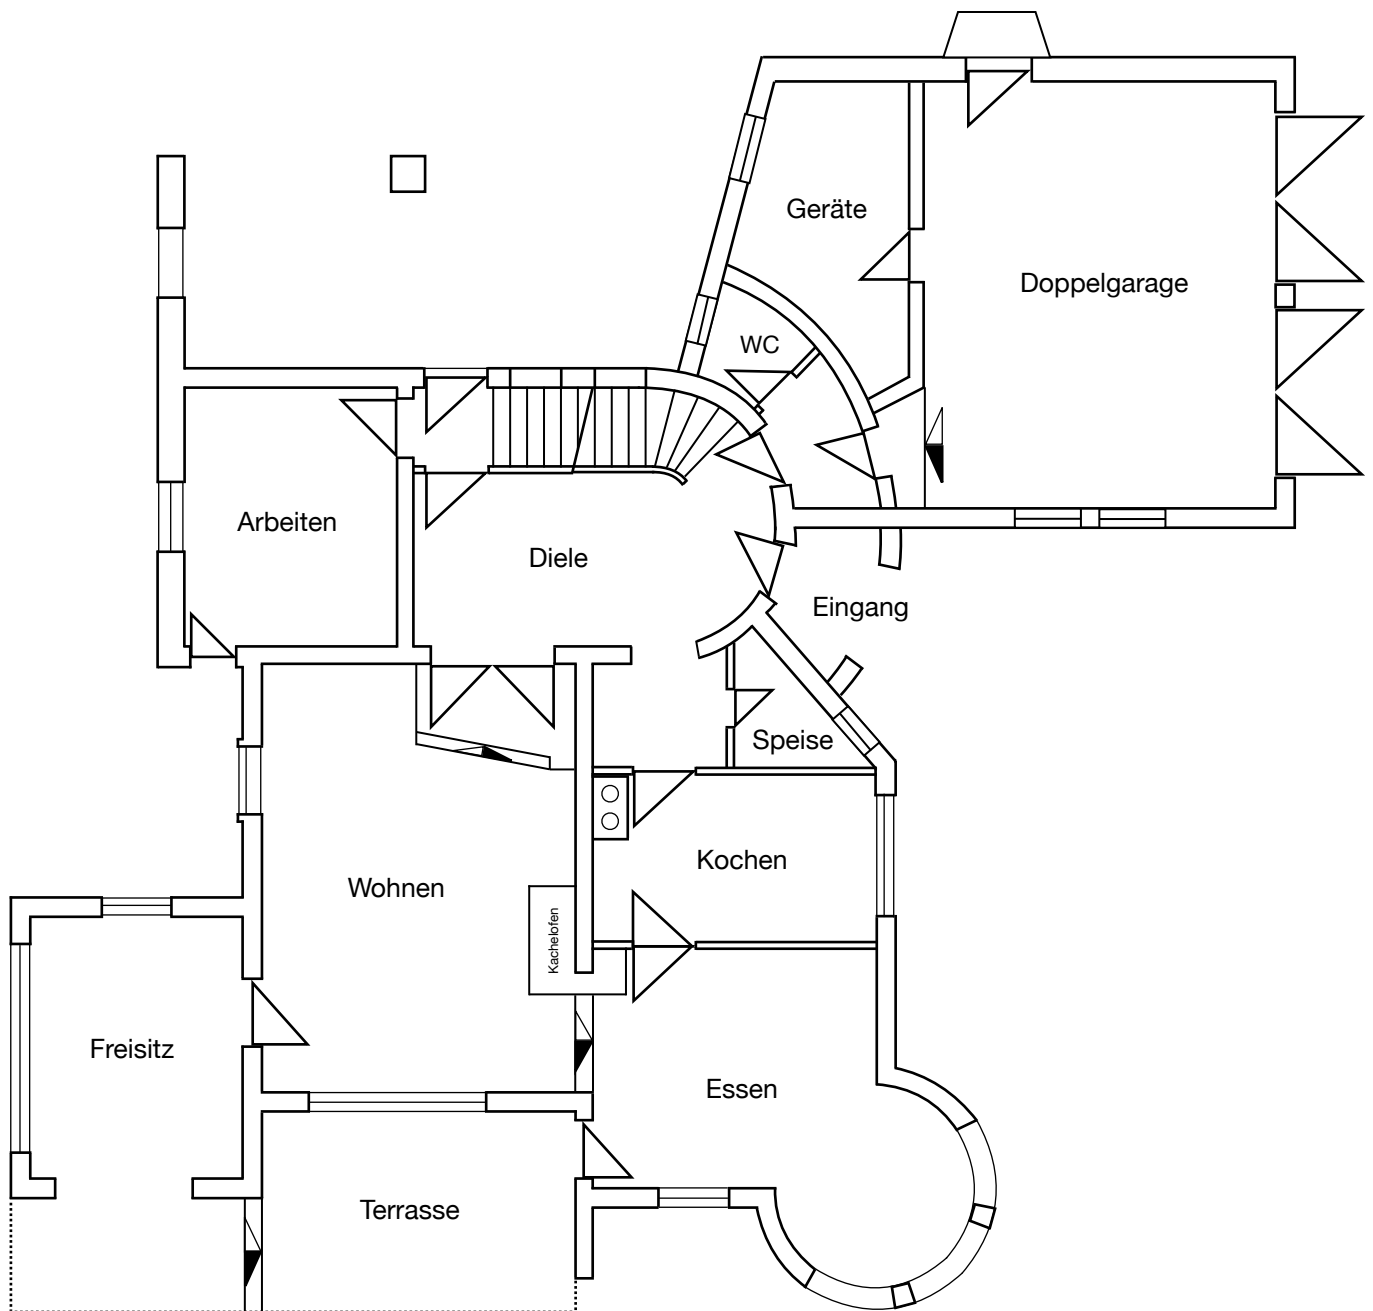 Geräte
Doppelgarage
WC
Arbeiten
Diele
Eingang
Speise
Kochen
Wohnen
Kachelofen
Freisitz
Essen
Terrasse